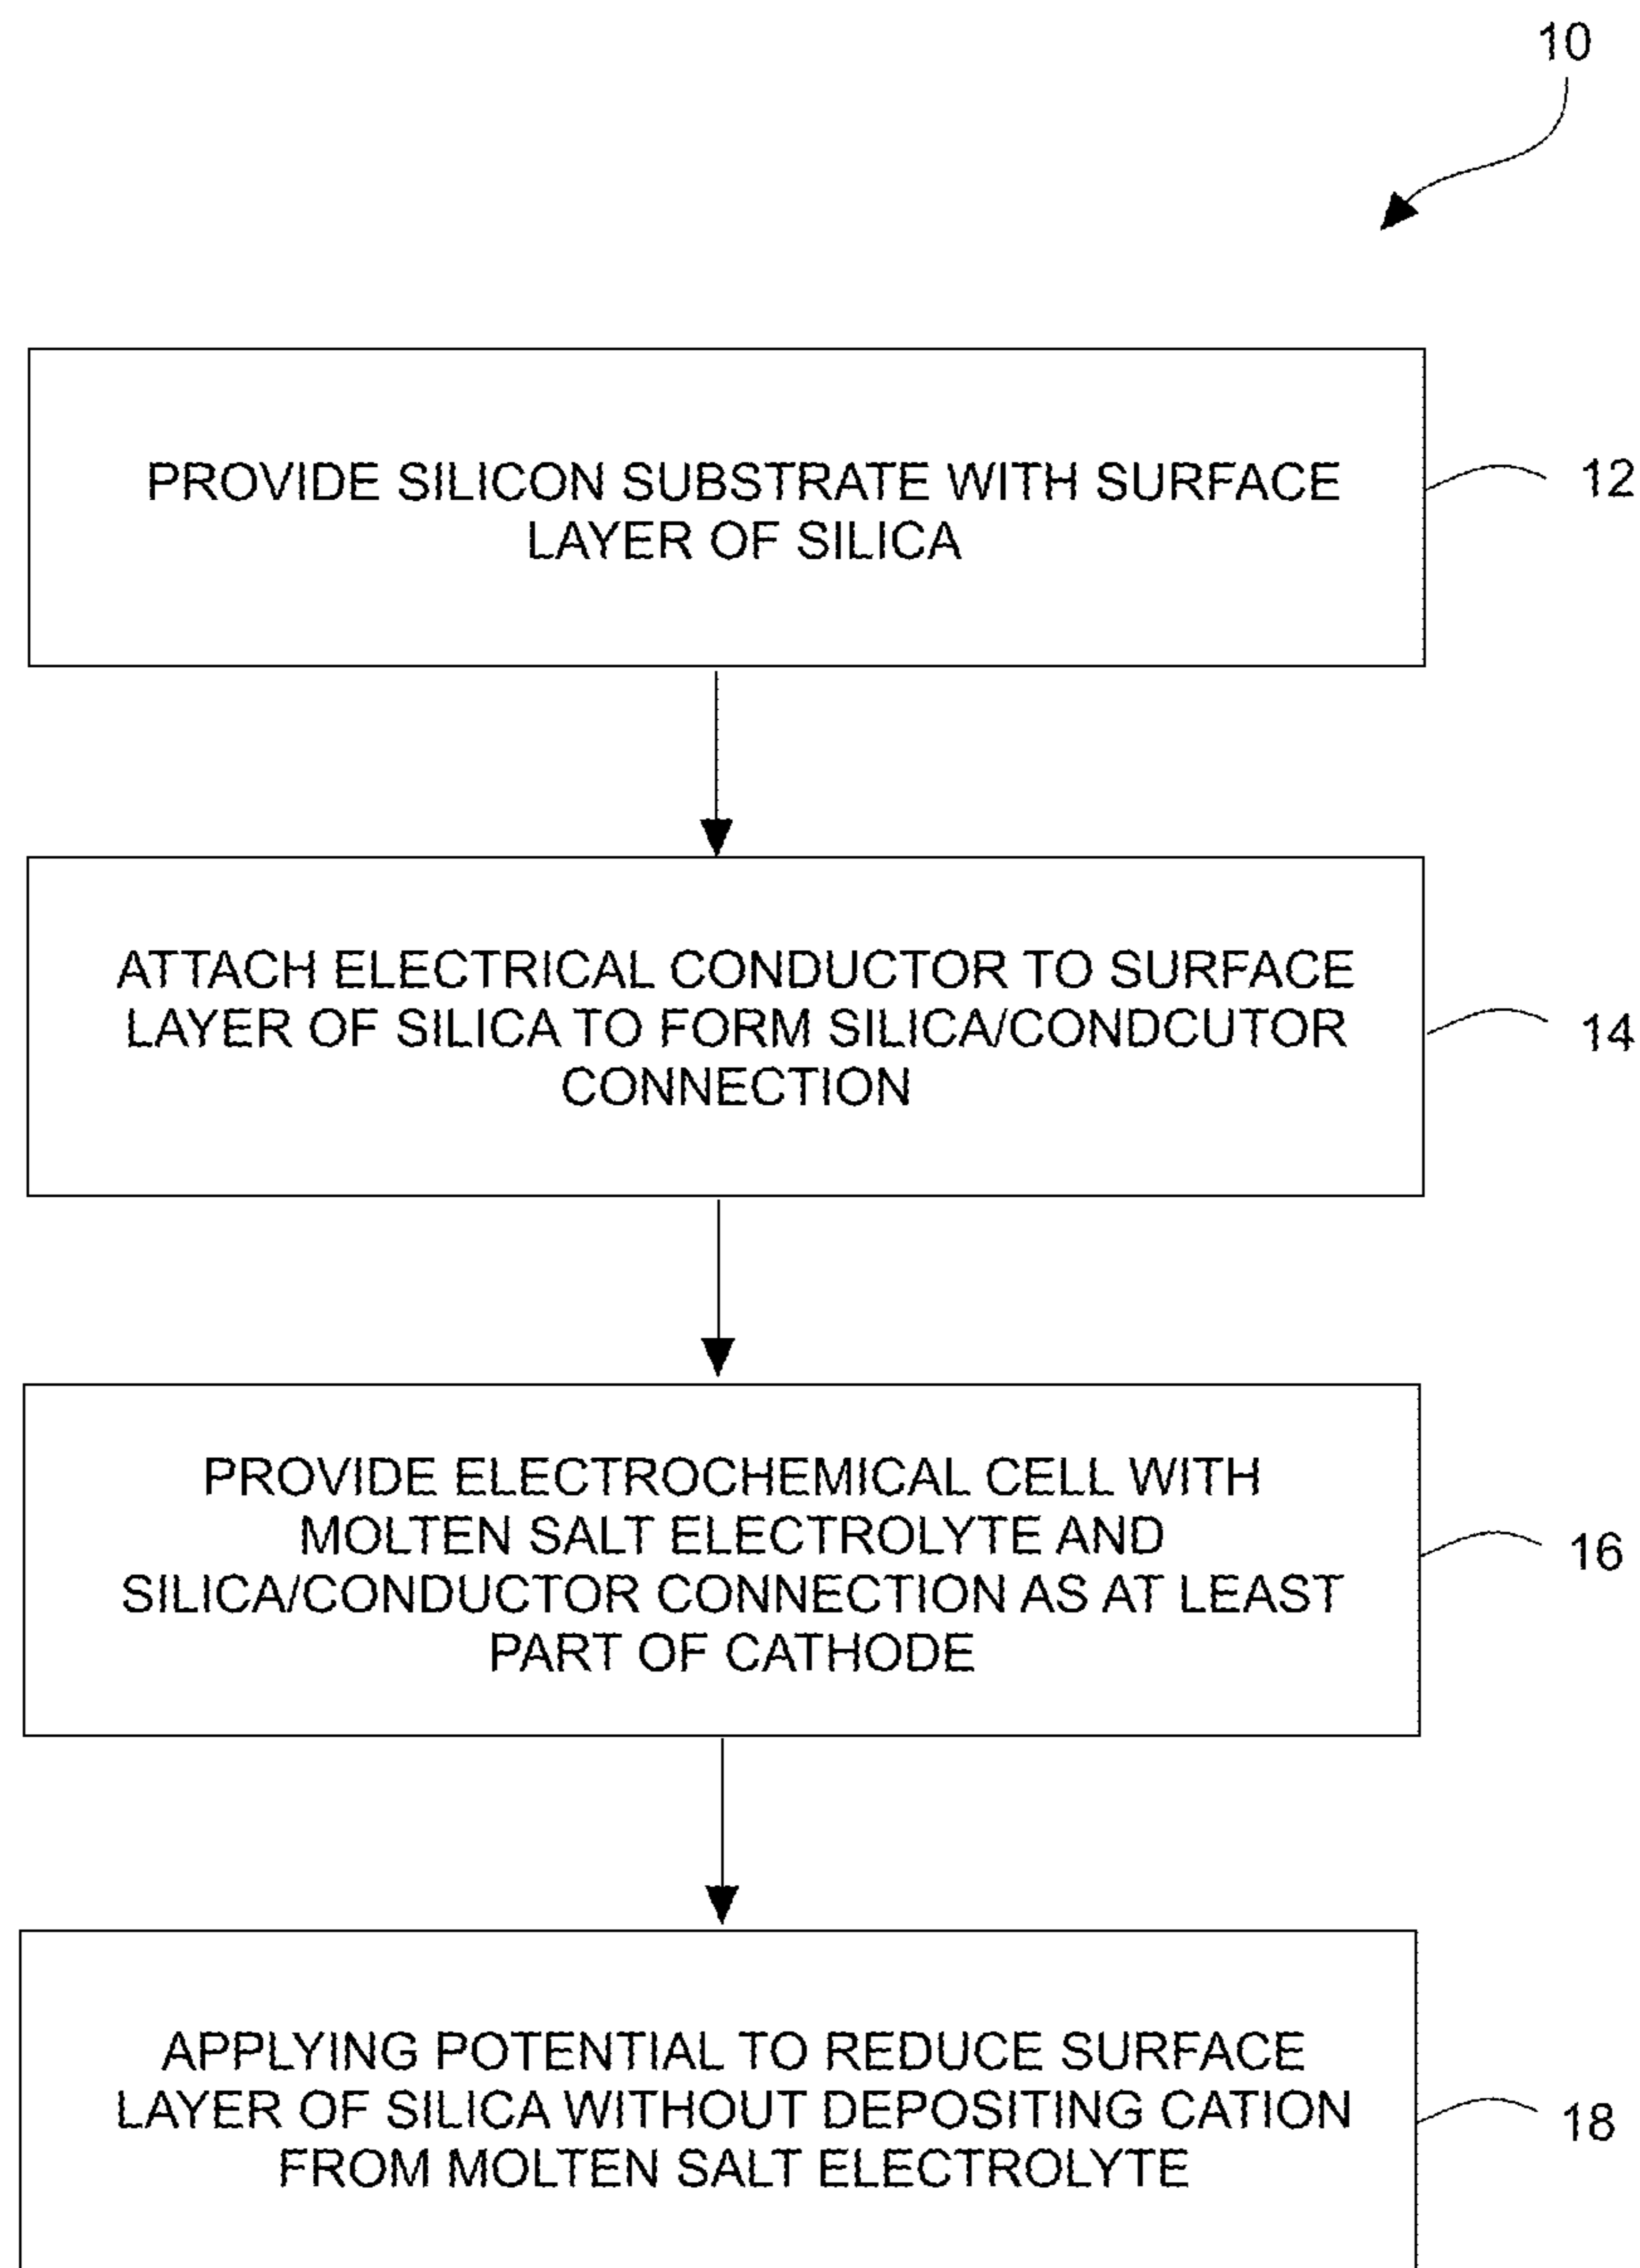 10
PROVIDE SILICON SUBSTRATE WITH SURFACE
LAYER OF SILICA
12
ATTACH ELECTRICAL CONDUCTOR TO SURFACE
LAYER OF SILICA TO FORM SILICA/CONDCUTOR
CONNECTION
14
PROVIDE ELECTROCHEMICAL CELL WITH
MOLTEN SALT ELECTROLYTE AND
SILICA/CONDUCTOR CONNECTION AS AT LEAST
PART OF CATHODE
16
APPLYING POTENTIAL TO REDUCE SURFACE
LAYER OF SILICA WITHOUT DEPOSITING CATION
FROM MOLTEN SALT ELECTROLYTE
18